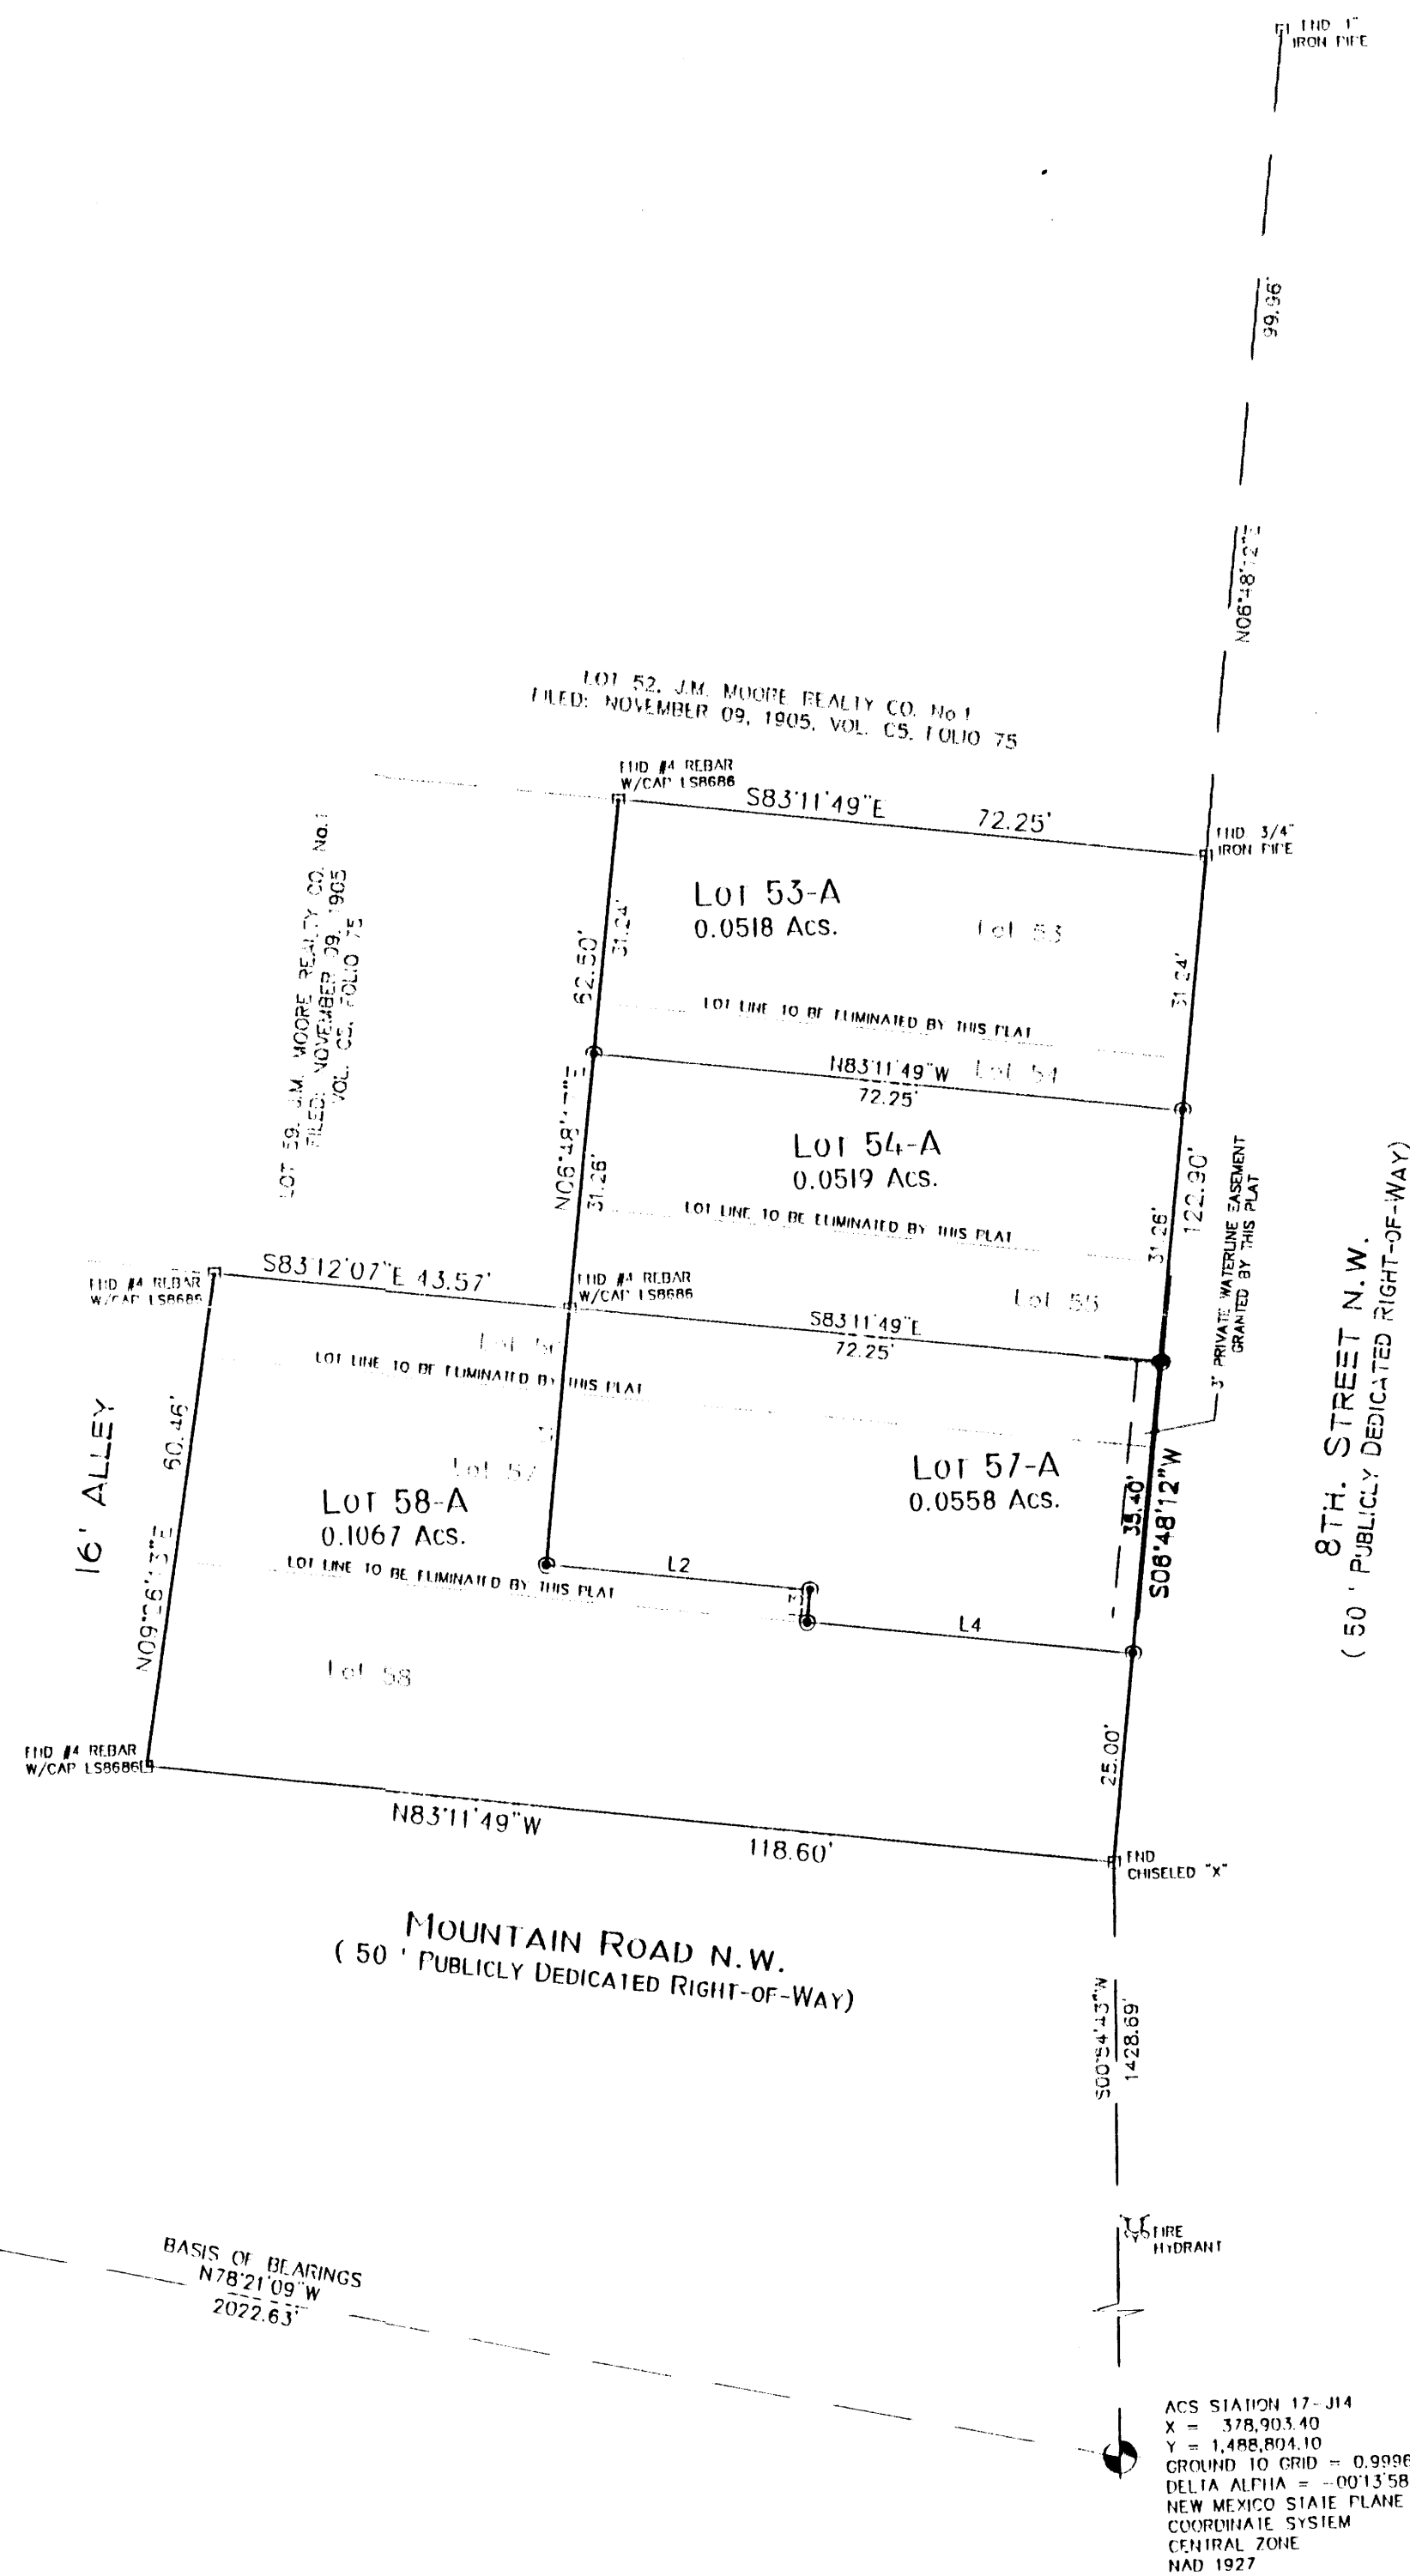 FND 1"
IRON PIPE
99.96'
N06°48'12"E
LOT 52, J.M. MOORE REALTY CO. No.1
FILED: NOVEMBER 09, 1905, VOL. C5, FOLIO 75
FND #4 REBAR
W/CAP LS8686
S83°11'49"E 72.25'
FND. 3/4"
IRON PIPE
LOT 59, J.M. MOORE REALTY CO. No.1
FILED: NOVEMBER 09, 1905
VOL. C5, FOLIO 75
LOT 53-A
0.0518 ACS.
Lot 53
62.50'
31.24'
31.24'
LOT LINE TO BE ELIMINATED BY THIS PLAT
N83°11'49"W
72.25'
Lot 54
LOT 54-A
0.0519 ACS.
31.26'
LOT LINE TO BE ELIMINATED BY THIS PLAT
31.26'
122.90'
3' PRIVATE WATERLINE EASEMENT
GRANTED BY THIS PLAT
8TH. STREET N.W.
( 50 ' PUBLICLY DEDICATED RIGHT-OF-WAY)
FND #4 REBAR
W/CAP LS8686
S83°12'07"E 43.57'
FND #4 REBAR
W/CAP LS8686
Lot 55
S83°11'49"E
72.25'
LOT LINE TO BE ELIMINATED BY THIS PLAT
16' ALLEY
60.46'
N09°26'13"E
Lot 57
LOT 58-A
0.1067 ACS.
LOT 57-A
0.0558 ACS.
35.40'
S06°48'12"W
L2
LOT LINE TO BE ELIMINATED BY THIS PLAT
L4
Lot 58
25.00'
FND #4 REBAR
W/CAP LS8686
N83°11'49"W
118.60'
FND
CHISELED "X"
MOUNTAIN ROAD N.W.
( 50 ' PUBLICLY DEDICATED RIGHT-OF-WAY)
S00°54'43"W
1428.69'
FIRE
HYDRANT
BASIS OF BEARINGS
N78°21'09"W
2022.63'
ACS STATION 17-J14
X = 378,903.40
Y = 1,488,804.10
GROUND TO GRID = 0.9996
DELTA ALPHA = -00°13'58
NEW MEXICO STATE PLANE
COORDINATE SYSTEM
CENTRAL ZONE
NAD 1927